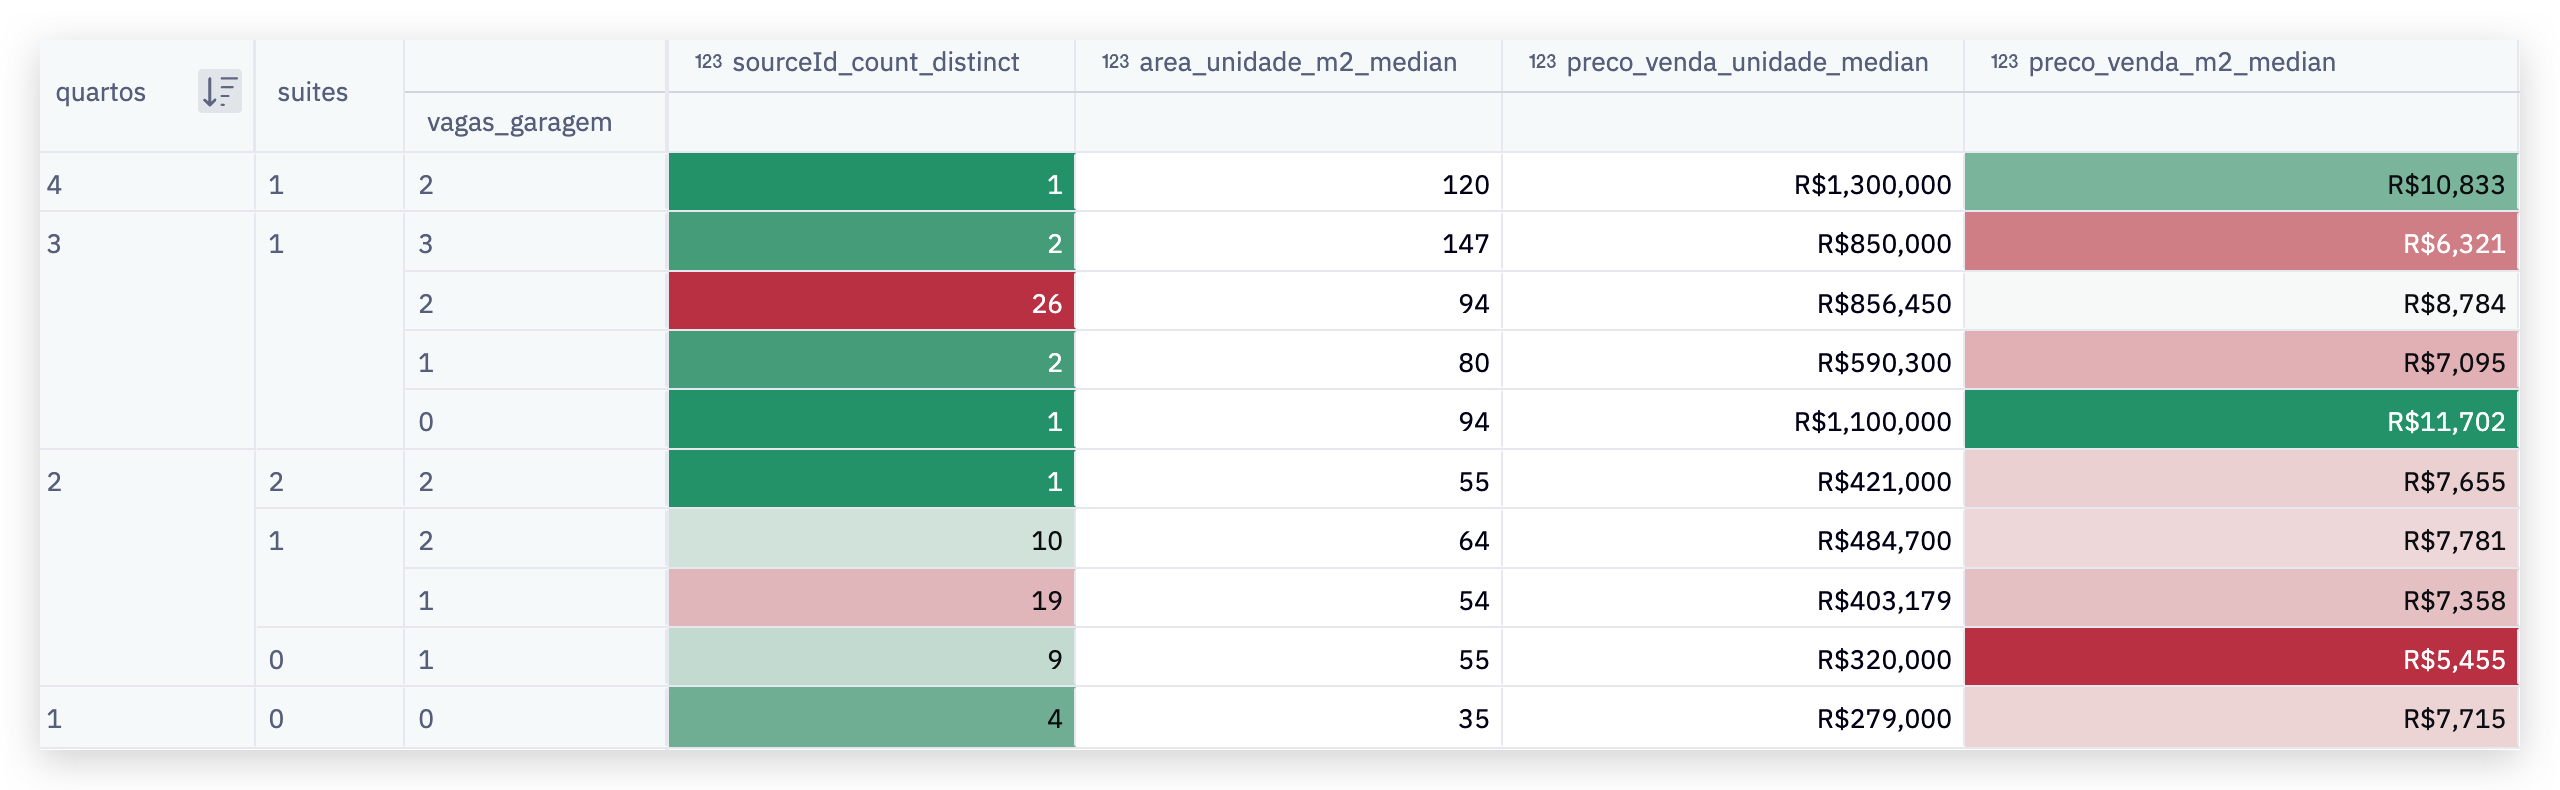 quartos suites 123 sourceId_count_distinct 123 area_unidade_m2_median 123 preco_venda_unidade_median 123 preco_venda_m2_median
vagas_garagem
4 1 2 1 120 R$1,300,000 R$10,833
3 1 3 2 147 R$850,000 R$6,321
2 26 94 R$856,450 R$8,784
1 2 80 R$590,300 R$7,095
0 1 94 R$1,100,000 R$11,702
2 2 2 1 55 R$421,000 R$7,655
1 2 10 64 R$484,700 R$7,781
1 19 54 R$403,179 R$7,358
0 1 9 55 R$320,000 R$5,455
1 0 0 4 35 R$279,000 R$7,715